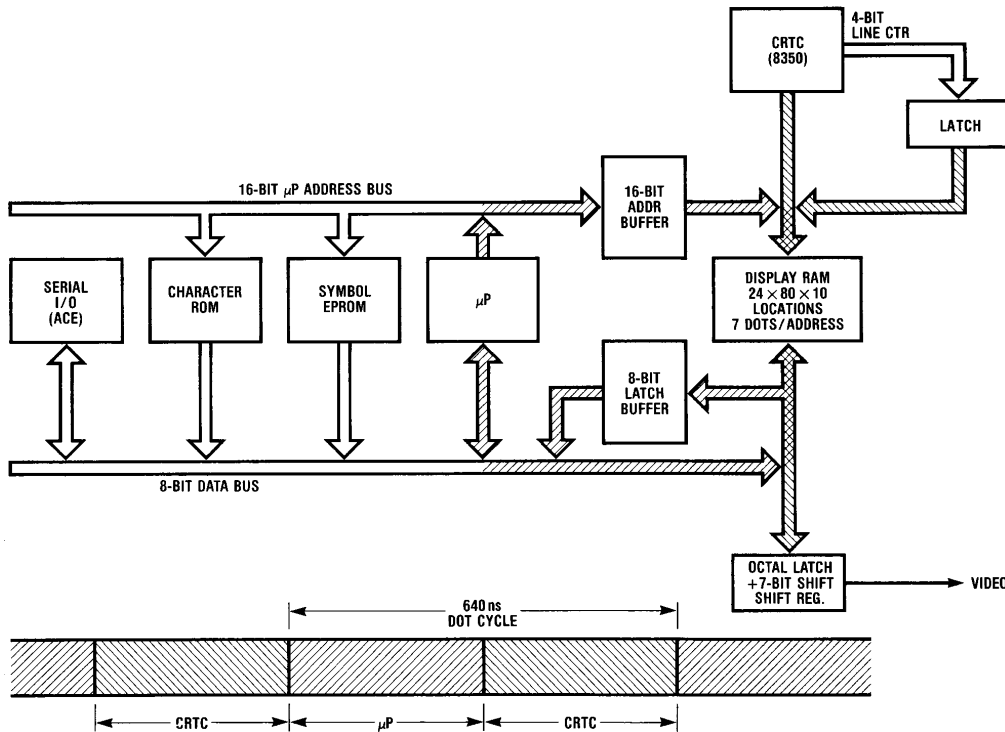 CRTC
(8350)
4-BIT
LINE CTR
LATCH
16-BIT μP ADDRESS BUS
16-BIT
ADDR
BUFFER
SERIAL
I/O
(ACE)
CHARACTER
ROM
SYMBOL
EPROM
μP
DISPLAY RAM
24 × 80 × 10
LOCATIONS
7 DOTS/ADDRESS
8-BIT
LATCH
BUFFER
8-BIT DATA BUS
OCTAL LATCH
+7-BIT SHIFT
SHIFT REG.
VIDEO
640 ns
DOT CYCLE
CRTC
μP
CRTC